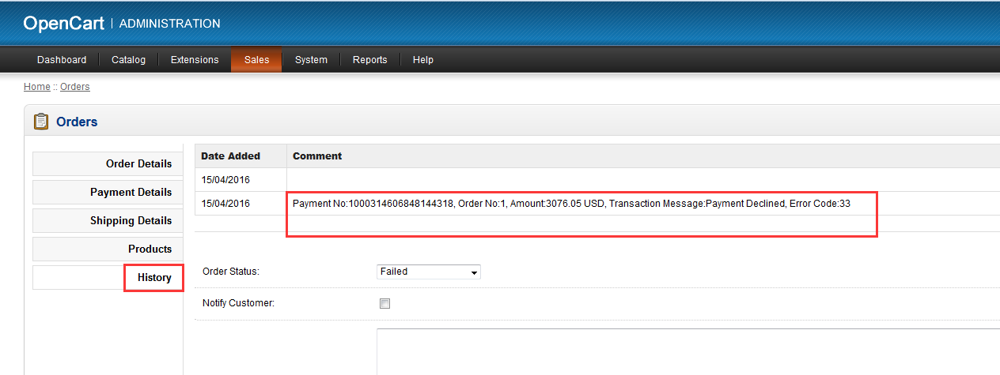 OpenCart | ADMINISTRATION
Dashboard Catalog Extensions Sales System Reports Help
Home :: Orders
Orders
Order Details
Payment Details
Shipping Details
Products
History
Date Added Comment
15/04/2016
15/04/2016 Payment No:1000314606848144318, Order No:1, Amount:3076.05 USD, Transaction Message:Payment Declined, Error Code:33
Order Status: Failed
Notify Customer: